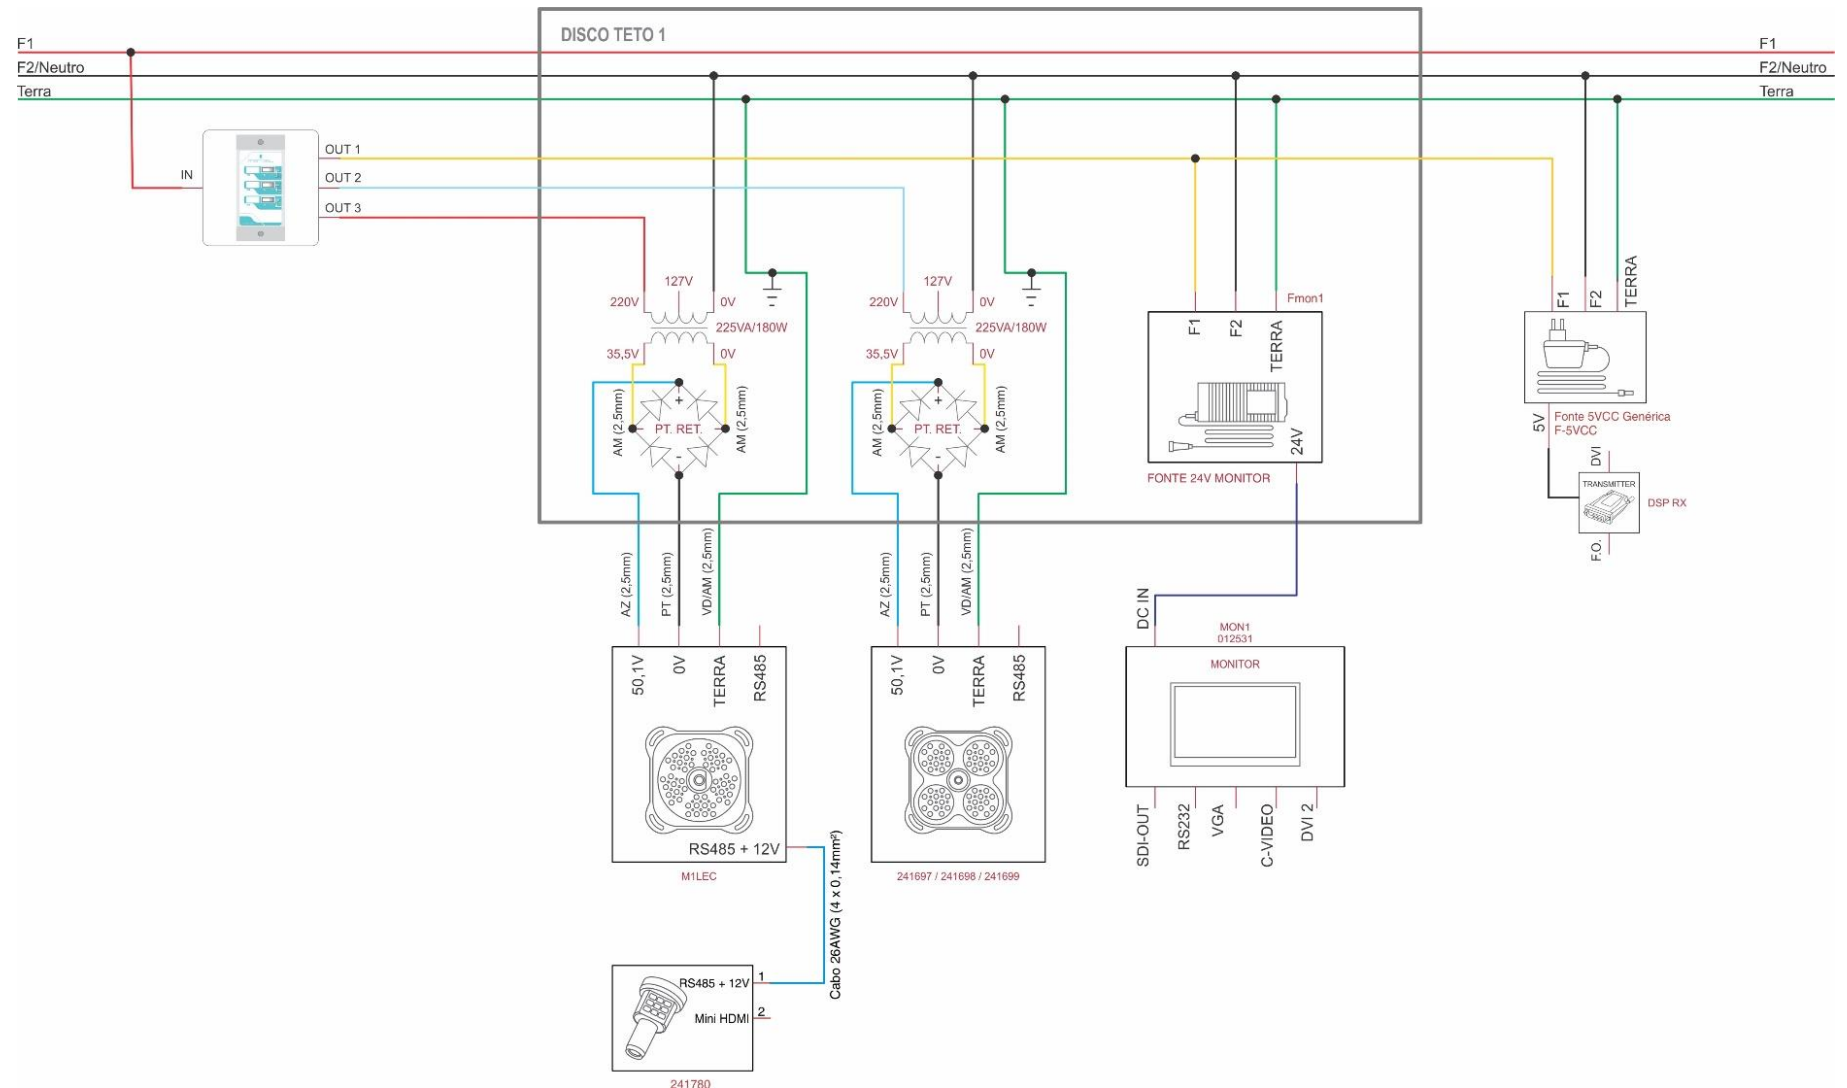 DISCO TETO 1
F1
F1
F2/Neutro
F2/Neutro
Terra
Terra
IN
OUT 1
OUT 2
OUT 3
127V
220V
0V
225VA/180W
35,5V
0V
AM (2,5mm)
+
PT. RET.
-
AM (2,5mm)
127V
220V
0V
225VA/180W
35,5V
0V
AM (2,5mm)
+
PT. RET.
-
AM (2,5mm)
Fmon1
F1
F2
TERRA
24V
FONTE 24V MONITOR
F1
F2
TERRA
5V
Fonte 5VCC Genérica
F-5VCC
DVI
TRANSMITTER
DSP RX
F.O.
AZ (2,5mm)
PT (2,5mm)
VD/AM (2,5mm)
AZ (2,5mm)
PT (2,5mm)
VD/AM (2,5mm)
DC IN
MON1
012531
MONITOR
50,1V
0V
TERRA
RS485
50,1V
0V
TERRA
RS485
RS485 + 12V
M1LEC
241697 / 241698 / 241699
SDI-OUT
RS232
VGA
C-VIDEO
DVI 2
Cabo 26AWG (4 x 0,14mm²)
RS485 + 12V
1
Mini HDMI
2
241780